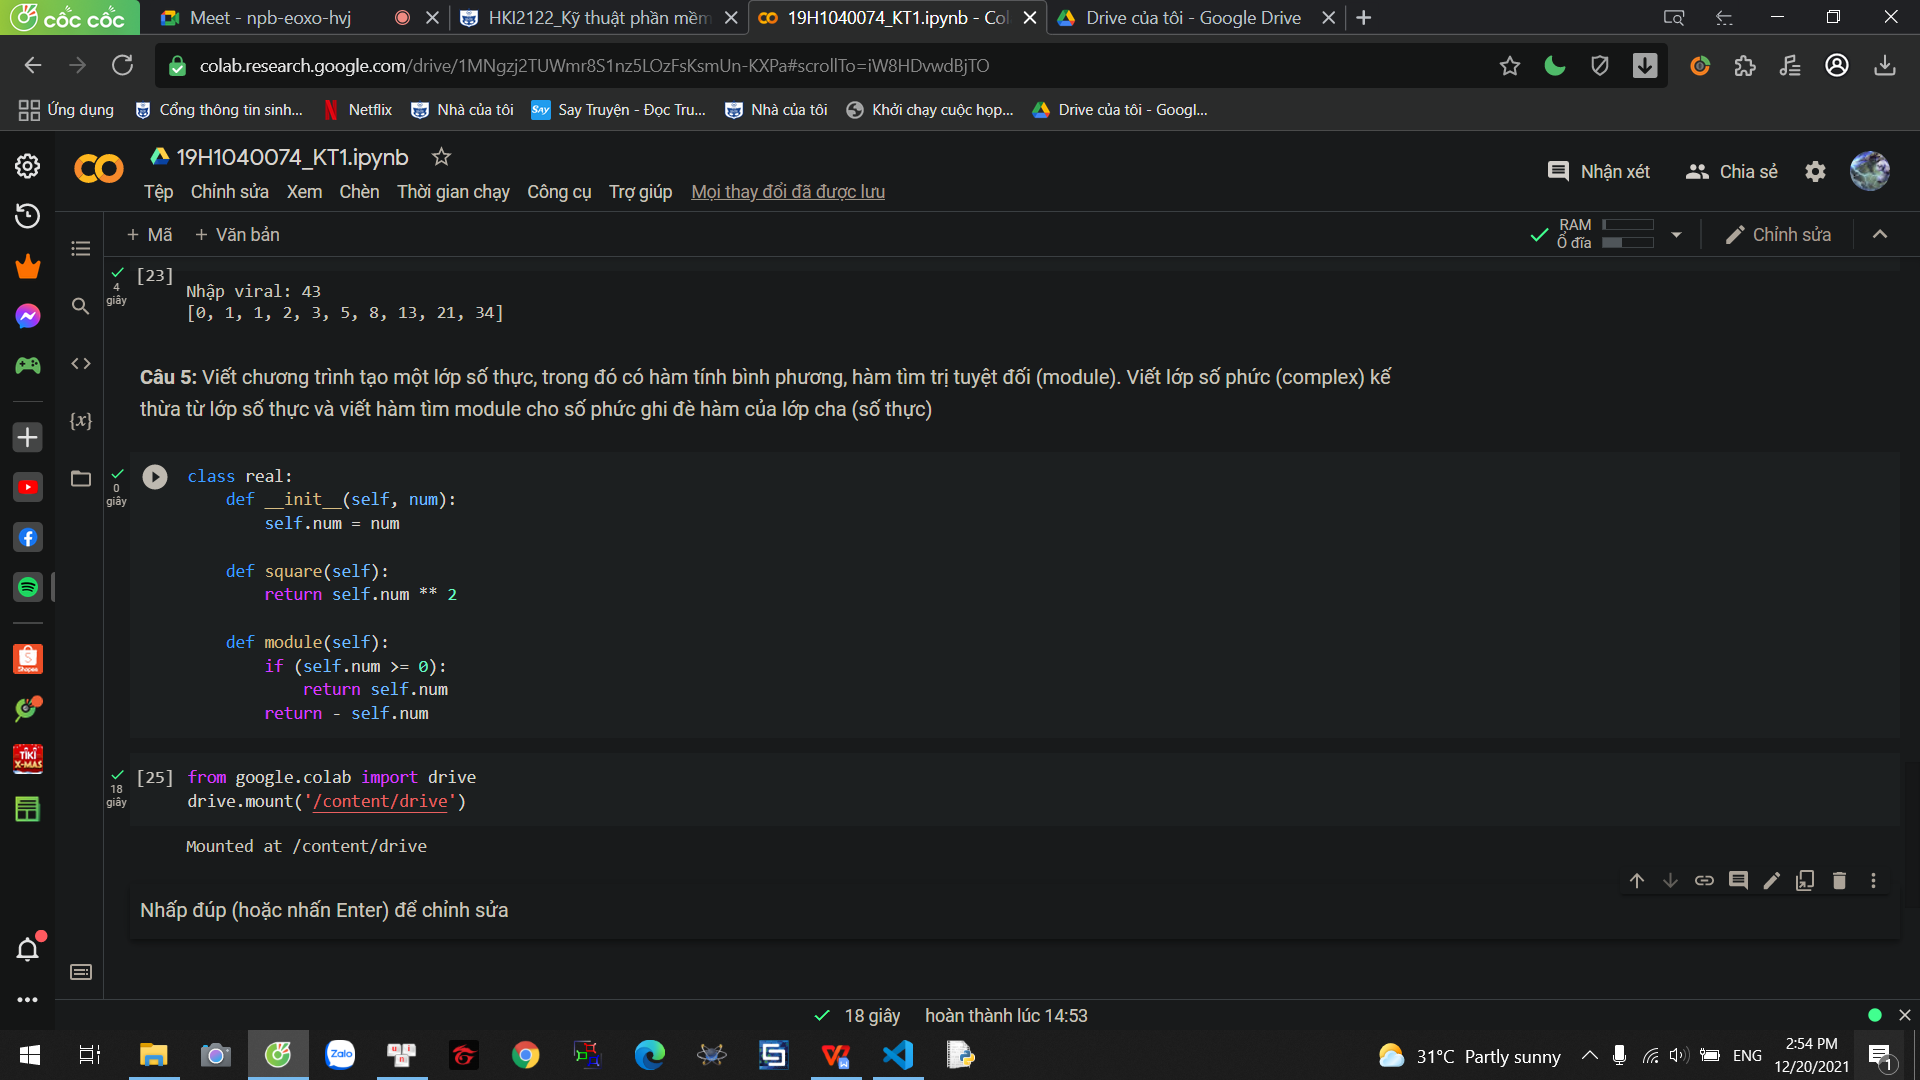 cốc cốc
Meet - npb-eoxo-hvj
HKI2122_Kỹ thuật phần mềm
19H1040074_KT1.ipynb - Col
Drive của tôi - Google Drive
colab.research.google.com/drive/1MNgzj2TUWmr8S1nz5LOzFsKsmUn-KXPa#scrollTo=iW8HDvwdBjTO
Ứng dụng
Cổng thông tin sinh...
Netflix
Nhà của tôi
SAY
Say Truyện - Đọc Tru...
Nhà của tôi
Khởi chạy cuộc họp...
Drive của tôi - Googl...
19H1040074_KT1.ipynb
Nhận xét
Chia sẻ
Tệp Chỉnh sửa Xem Chèn Thời gian chạy Công cụ Trợ giúp Mọi thay đổi đã được lưu
+ Mã + Văn bản
RAM
Ổ đĩa
Chỉnh sửa
4
giây
[23]
Nhập viral: 43
[0, 1, 1, 2, 3, 5, 8, 13, 21, 34]
Câu 5: Viết chương trình tạo một lớp số thực, trong đó có hàm tính bình phương, hàm tìm trị tuyệt đối (module). Viết lớp số phức (complex) kế
thừa từ lớp số thực và viết hàm tìm module cho số phức ghi đè hàm của lớp cha (số thực)
0
giây
class real:
def __init__(self, num):
self.num = num
def square(self):
return self.num ** 2
def module(self):
if (self.num >= 0):
return self.num
return - self.num
18
giây
[25]
from google.colab import drive
drive.mount('/content/drive')
Mounted at /content/drive
Nhấp đúp (hoặc nhấn Enter) để chỉnh sửa
{x}
Shopee
TIKI
X-MAS
18 giây hoàn thành lúc 14:53
Zalo
31°C Partly sunny
ENG
2:54 PM
12/20/2021
1